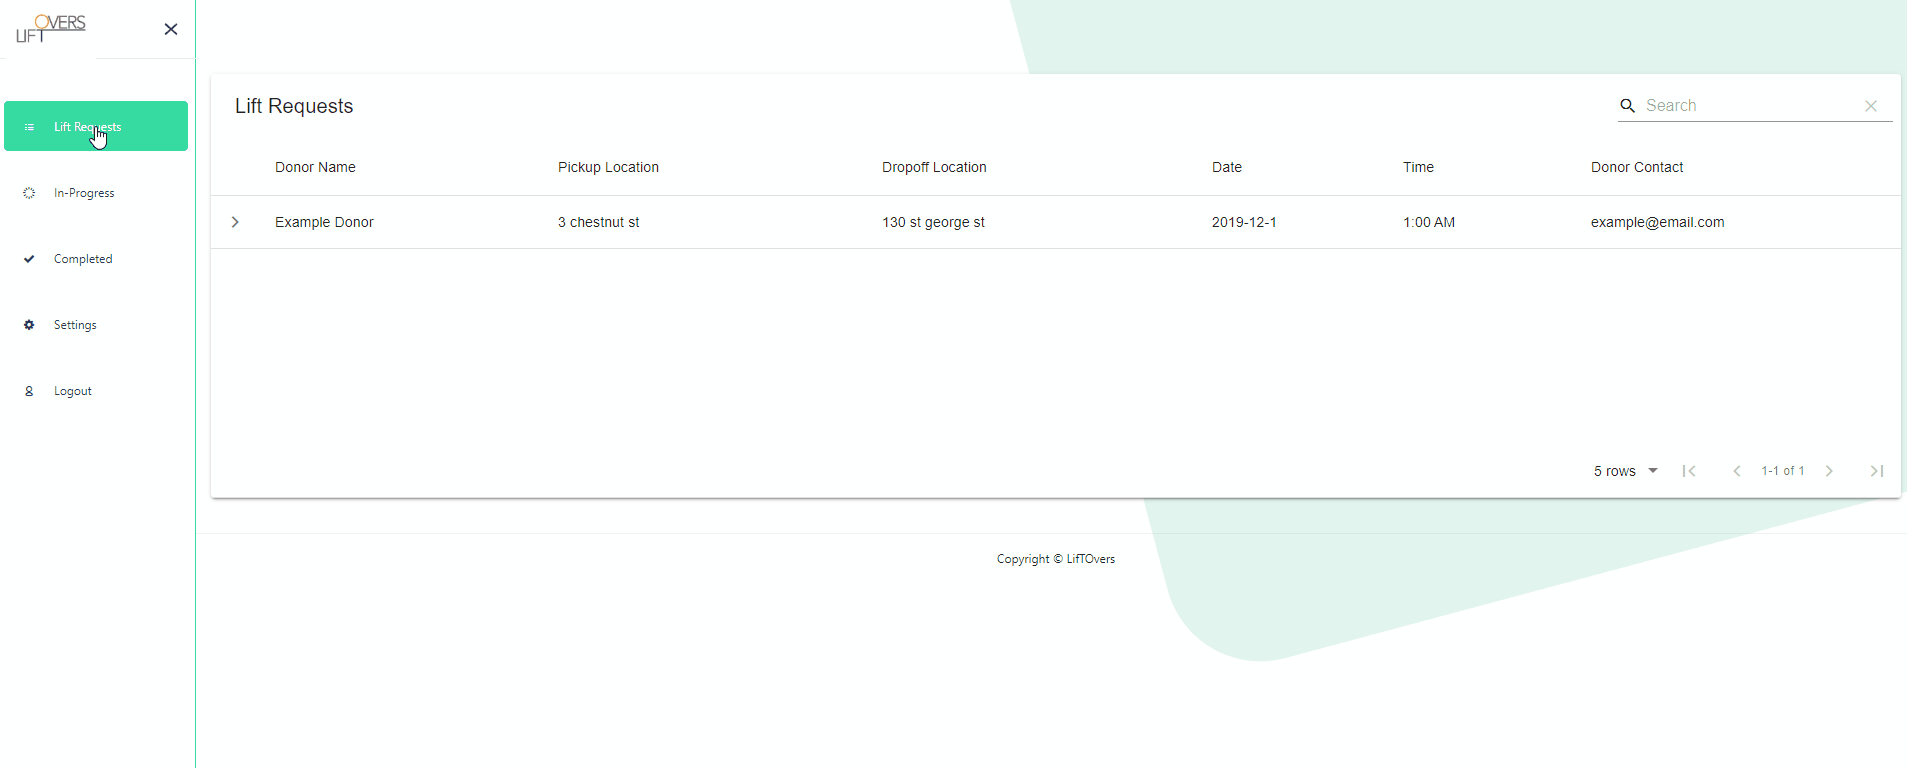 LIFTOVERS
Lift Requests
In-Progress
Completed
Settings
Logout
Lift Requests
Search
Donor Name Pickup Location Dropoff Location Date Time Donor Contact
Example Donor 3 chestnut st 130 st george st 2019-12-1 1:00 AM example@email.com
5 rows 1-1 of 1
Copyright © LifTOvers